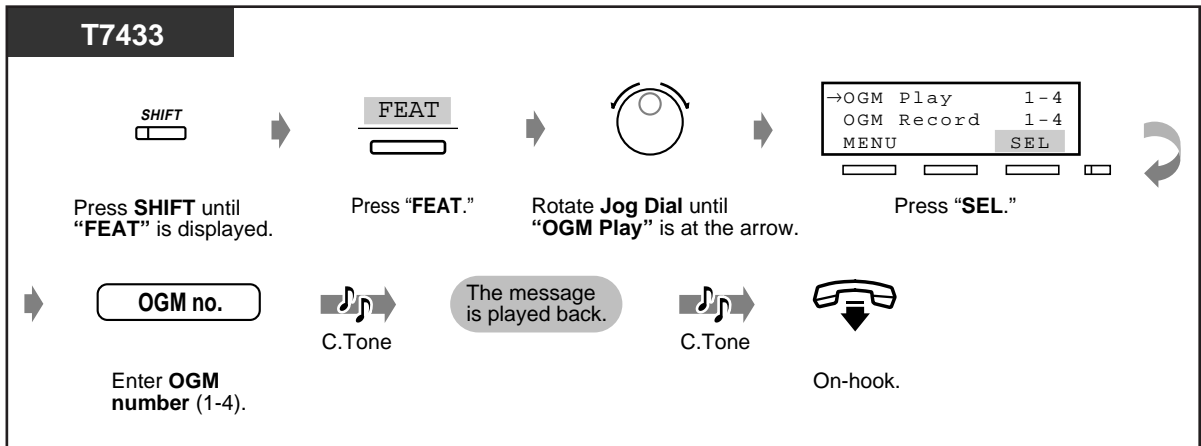 T7433
SHIFT
FEAT
→OGM Play 1-4
OGM Record 1-4
MENU SEL
Press SHIFT until
“FEAT” is displayed.
Press “FEAT.”
Rotate Jog Dial until
“OGM Play” is at the arrow.
Press “SEL.”
OGM no.
C.Tone
The message
is played back.
C.Tone
Enter OGM
number (1-4).
On-hook.